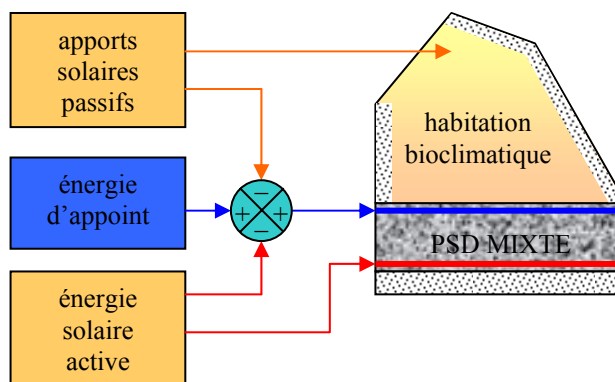 apports
solaires
passifs
énergie
d'appoint
énergie
solaire
active
−
+ +
−
habitation
bioclimatique
PSD MIXTE